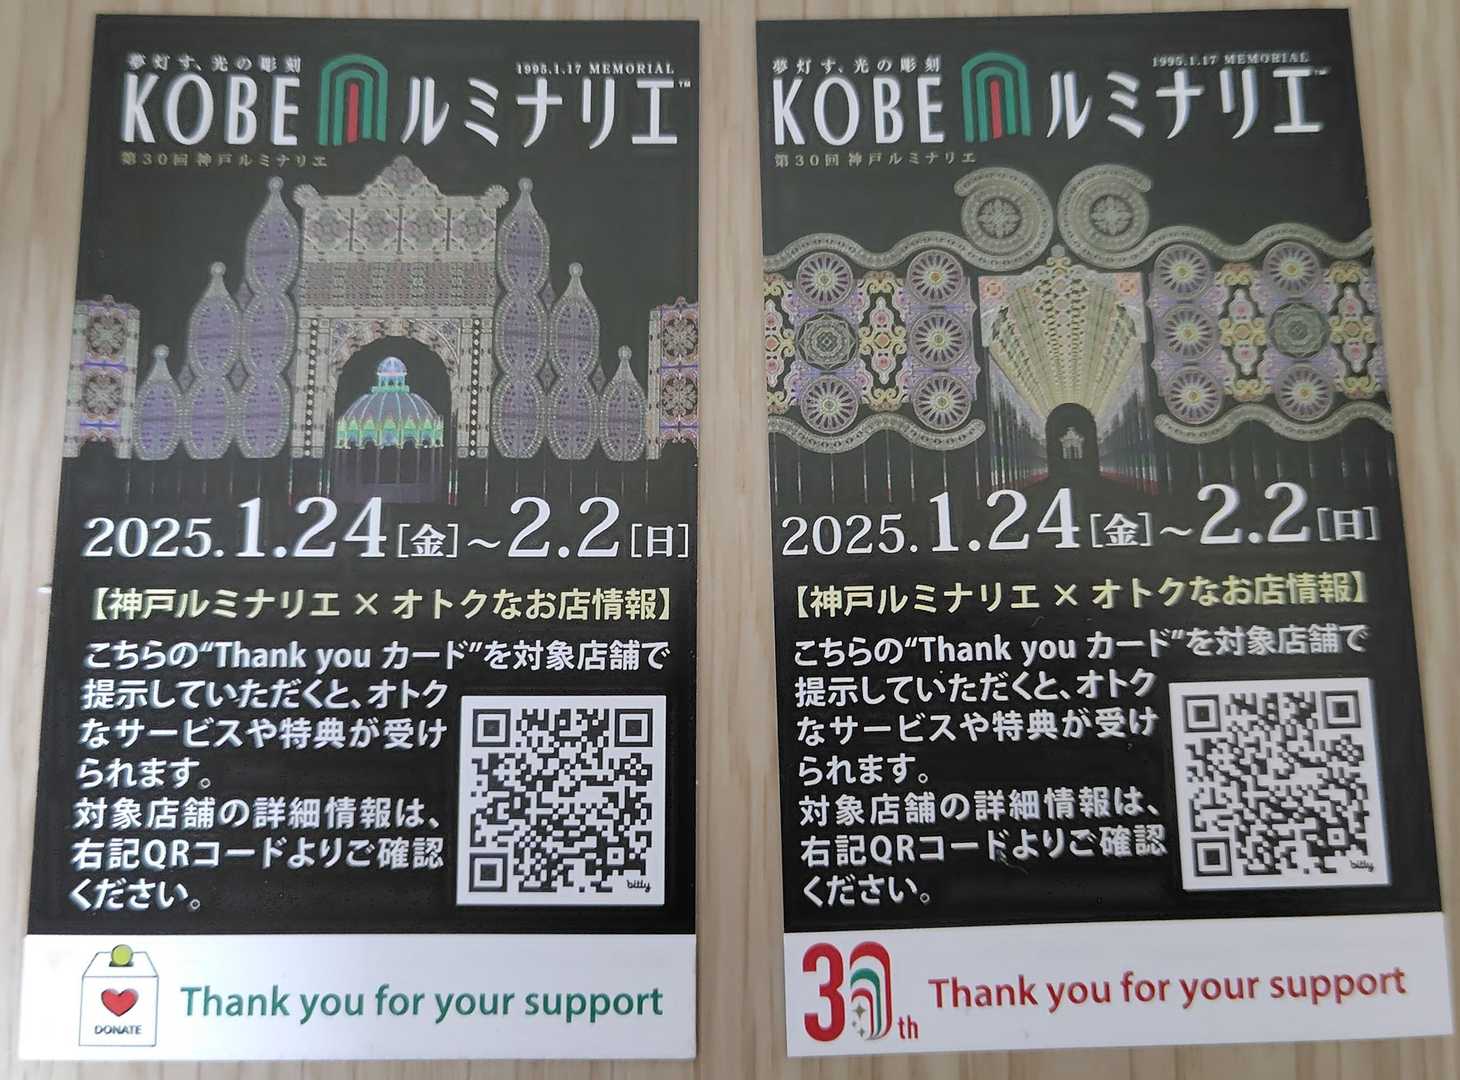 夢灯す、光の彫刻
1995.1.17 MEMORIAL
KOBE ルミナリエ™
第30回 神戸ルミナリエ
2025.1.24[金]～2.2[日]
【神戸ルミナリエ × オトクなお店情報】
こちらの“Thank you カード”を対象店舗で
提示していただくと、オトク
なサービスや特典が受け
られます。
対象店舗の詳細情報は、
右記QRコードよりご確認
ください。
bitly
DONATE
Thank you for your support
夢灯す、光の彫刻
1995.1.17 MEMORIAL
KOBE ルミナリエ™
第30回 神戸ルミナリエ
2025.1.24[金]～2.2[日]
【神戸ルミナリエ × オトクなお店情報】
こちらの“Thank you カード”を対象店舗で
提示していただくと、オトク
なサービスや特典が受け
られます。
対象店舗の詳細情報は、
右記QRコードよりご確認
ください。
bitly
30th
Thank you for your support